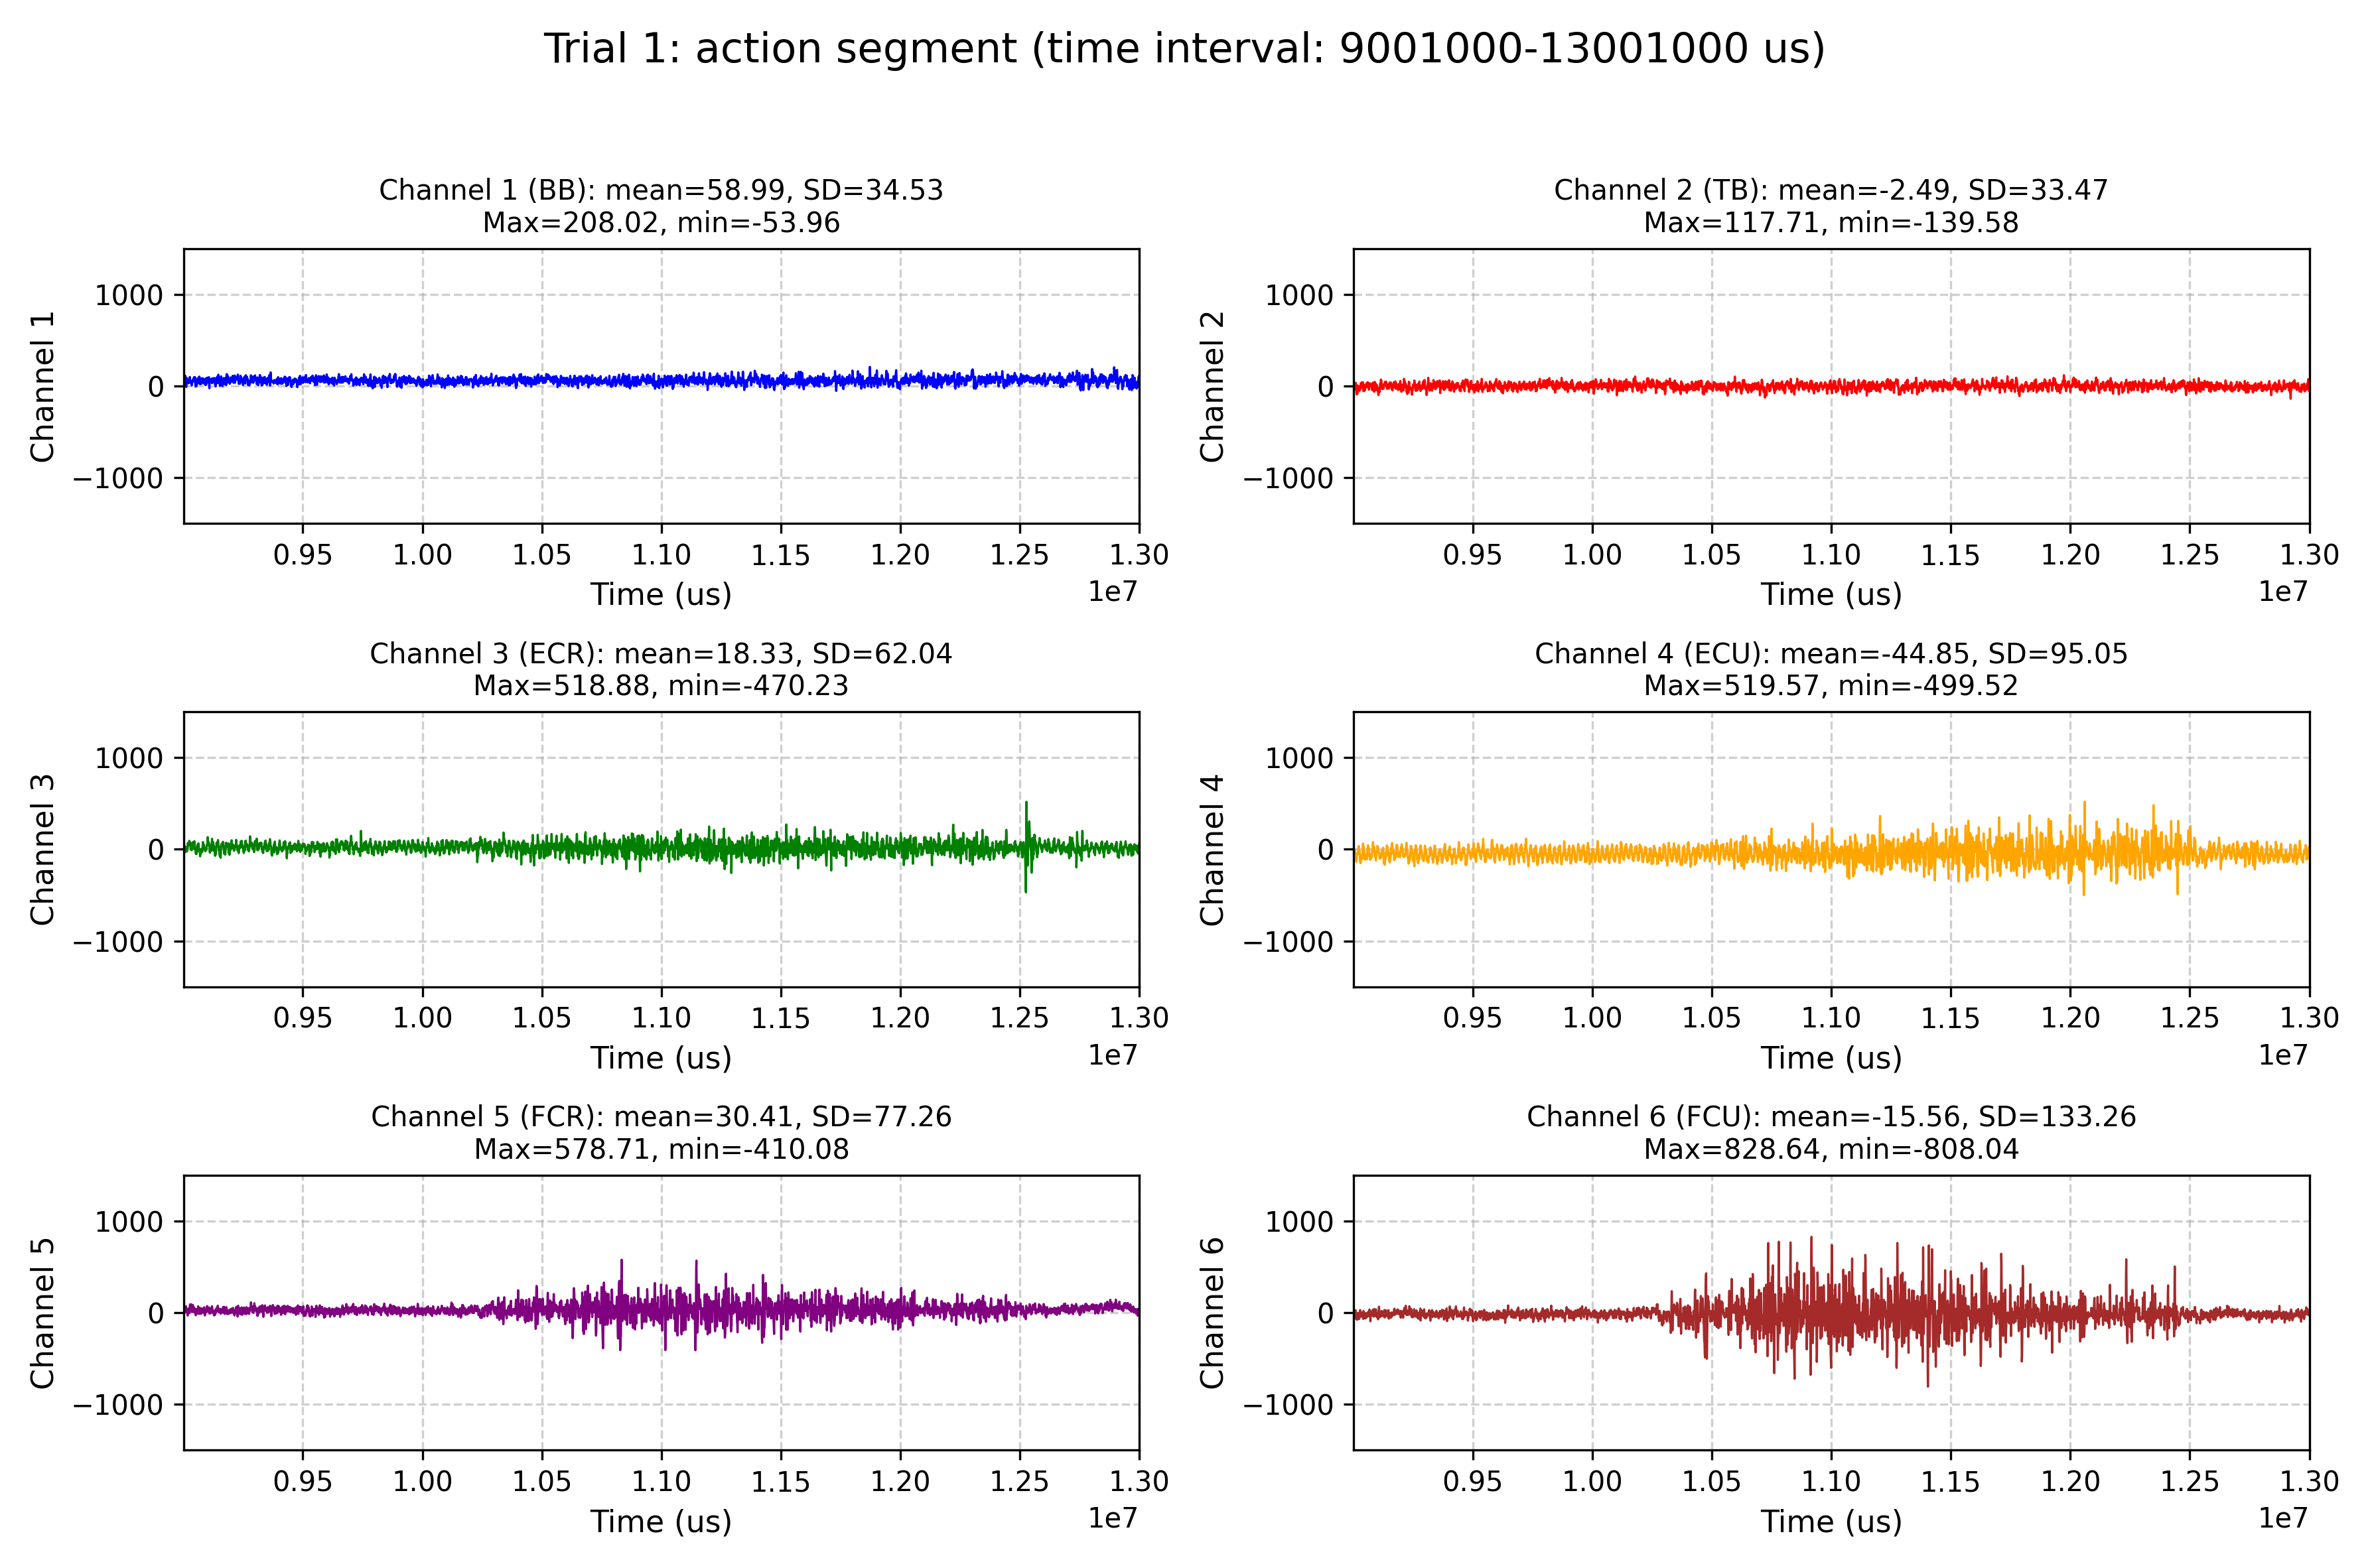 Trial 1: action segment (time interval: 9001000-13001000 us)
Channel 1 (BB): mean=58.99, SD=34.53
Max=208.02, min=-53.96
Channel 1
1000
0
−1000
0.95 1.00 1.05 1.10 1.15 1.20 1.25 1.30
Time (us)
1e7
Channel 2 (TB): mean=-2.49, SD=33.47
Max=117.71, min=-139.58
Channel 2
1000
0
−1000
0.95 1.00 1.05 1.10 1.15 1.20 1.25 1.30
Time (us)
1e7
Channel 3 (ECR): mean=18.33, SD=62.04
Max=518.88, min=-470.23
Channel 3
1000
0
−1000
0.95 1.00 1.05 1.10 1.15 1.20 1.25 1.30
Time (us)
1e7
Channel 4 (ECU): mean=-44.85, SD=95.05
Max=519.57, min=-499.52
Channel 4
1000
0
−1000
0.95 1.00 1.05 1.10 1.15 1.20 1.25 1.30
Time (us)
1e7
Channel 5 (FCR): mean=30.41, SD=77.26
Max=578.71, min=-410.08
Channel 5
1000
0
−1000
0.95 1.00 1.05 1.10 1.15 1.20 1.25 1.30
Time (us)
1e7
Channel 6 (FCU): mean=-15.56, SD=133.26
Max=828.64, min=-808.04
Channel 6
1000
0
−1000
0.95 1.00 1.05 1.10 1.15 1.20 1.25 1.30
Time (us)
1e7